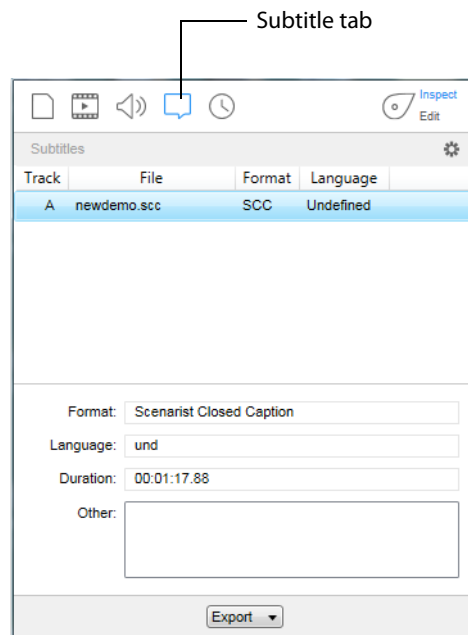 Subtitle tab
Inspect
Edit
Subtitles
Track File Format Language
A newdemo.scc SCC Undefined
Format: Scenarist Closed Caption
Language: und
Duration: 00:01:17.88
Other:
Export